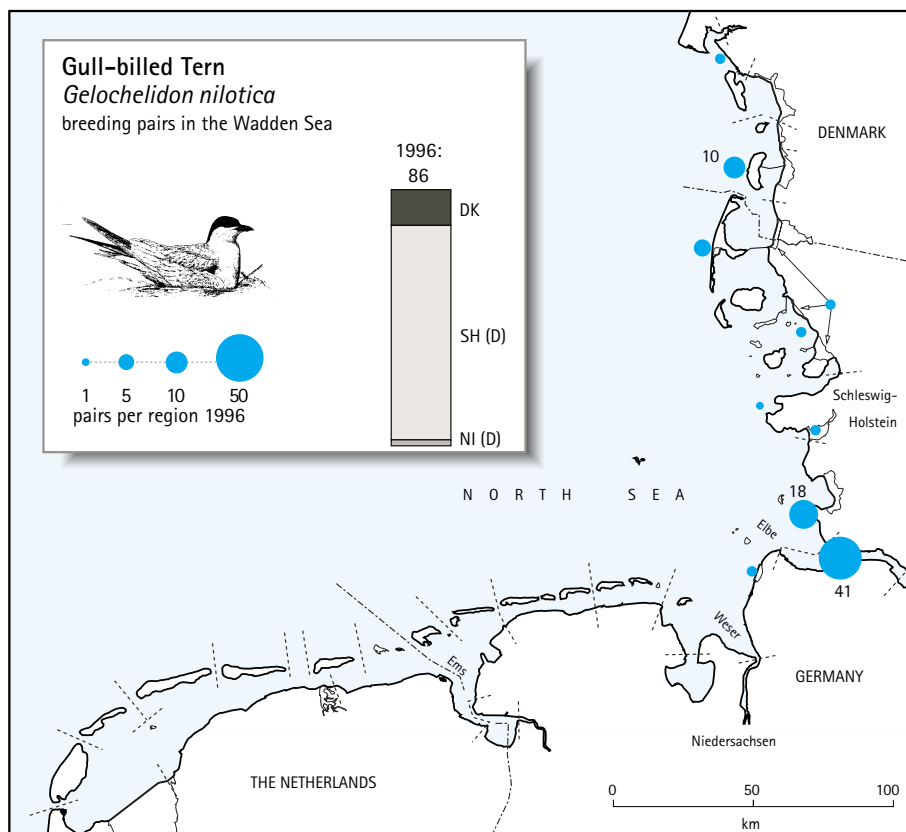 Gull-billed Tern
Gelochelidon nilotica
breeding pairs in the Wadden Sea
1996:
86
DK
SH (D)
NI (D)
1 5 10 50
pairs per region 1996
DENMARK
10
Schleswig-
Holstein
NORTH SEA
18
Elbe
41
Weser
Ems
GERMANY
Niedersachsen
THE NETHERLANDS
0 50 100
km